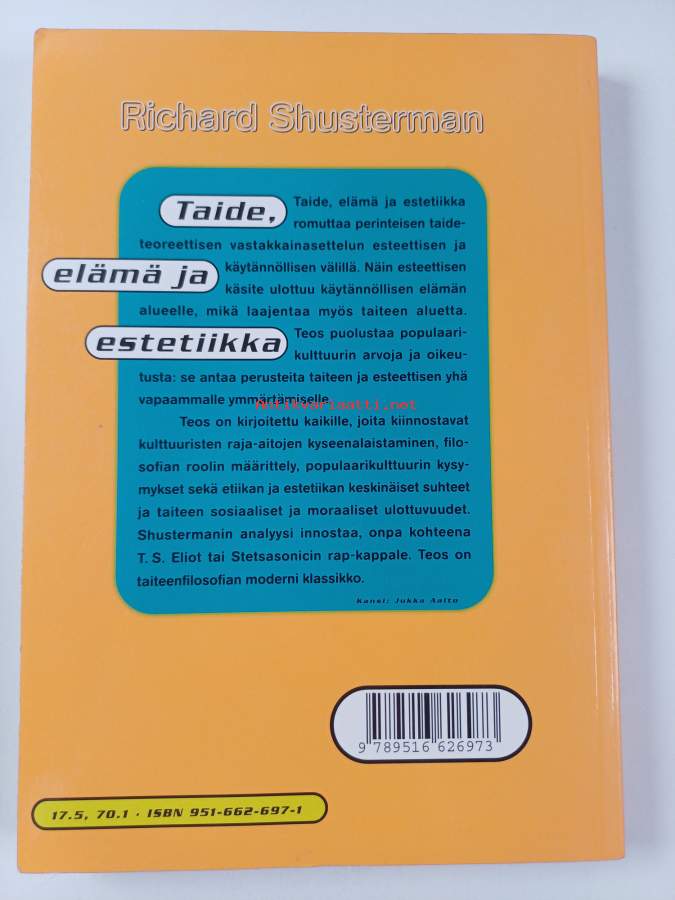 Richard Shusterman
Taide,
elämä ja
estetiikka
Taide, elämä ja estetiikka
romuttaa perinteisen taide-
teoreettisen vastakkainasettelun esteettisen ja
käytännöllisen välillä. Näin esteettisen
käsite ulottuu käytännöllisen elämän
alueelle, mikä laajentaa myös taiteen aluetta.
Teos puolustaa populaari-
kulttuurin arvoja ja oikeu-
tusta: se antaa perusteita taiteen ja esteettisen yhä
vapaammalle ymmärtämiselle.
Antikvariaatti.net
Teos on kirjoitettu kaikille, joita kiinnostavat
kulttuuristen raja-aitojen kyseenalaistaminen, filo-
sofian roolin määrittely, populaarikulttuurin kysy-
mykset sekä etiikan ja estetiikan keskinäiset suhteet
ja taiteen sosiaaliset ja moraaliset ulottuvuudet.
Shustermanin analyysi innostaa, onpa kohteena
T. S. Eliot tai Stetsasonicin rap-kappale. Teos on
taiteenfilosofian moderni klassikko.
Kansi: Jukka Aalto
9 789516 626973
17.5, 70.1 · ISBN 951-662-697-1